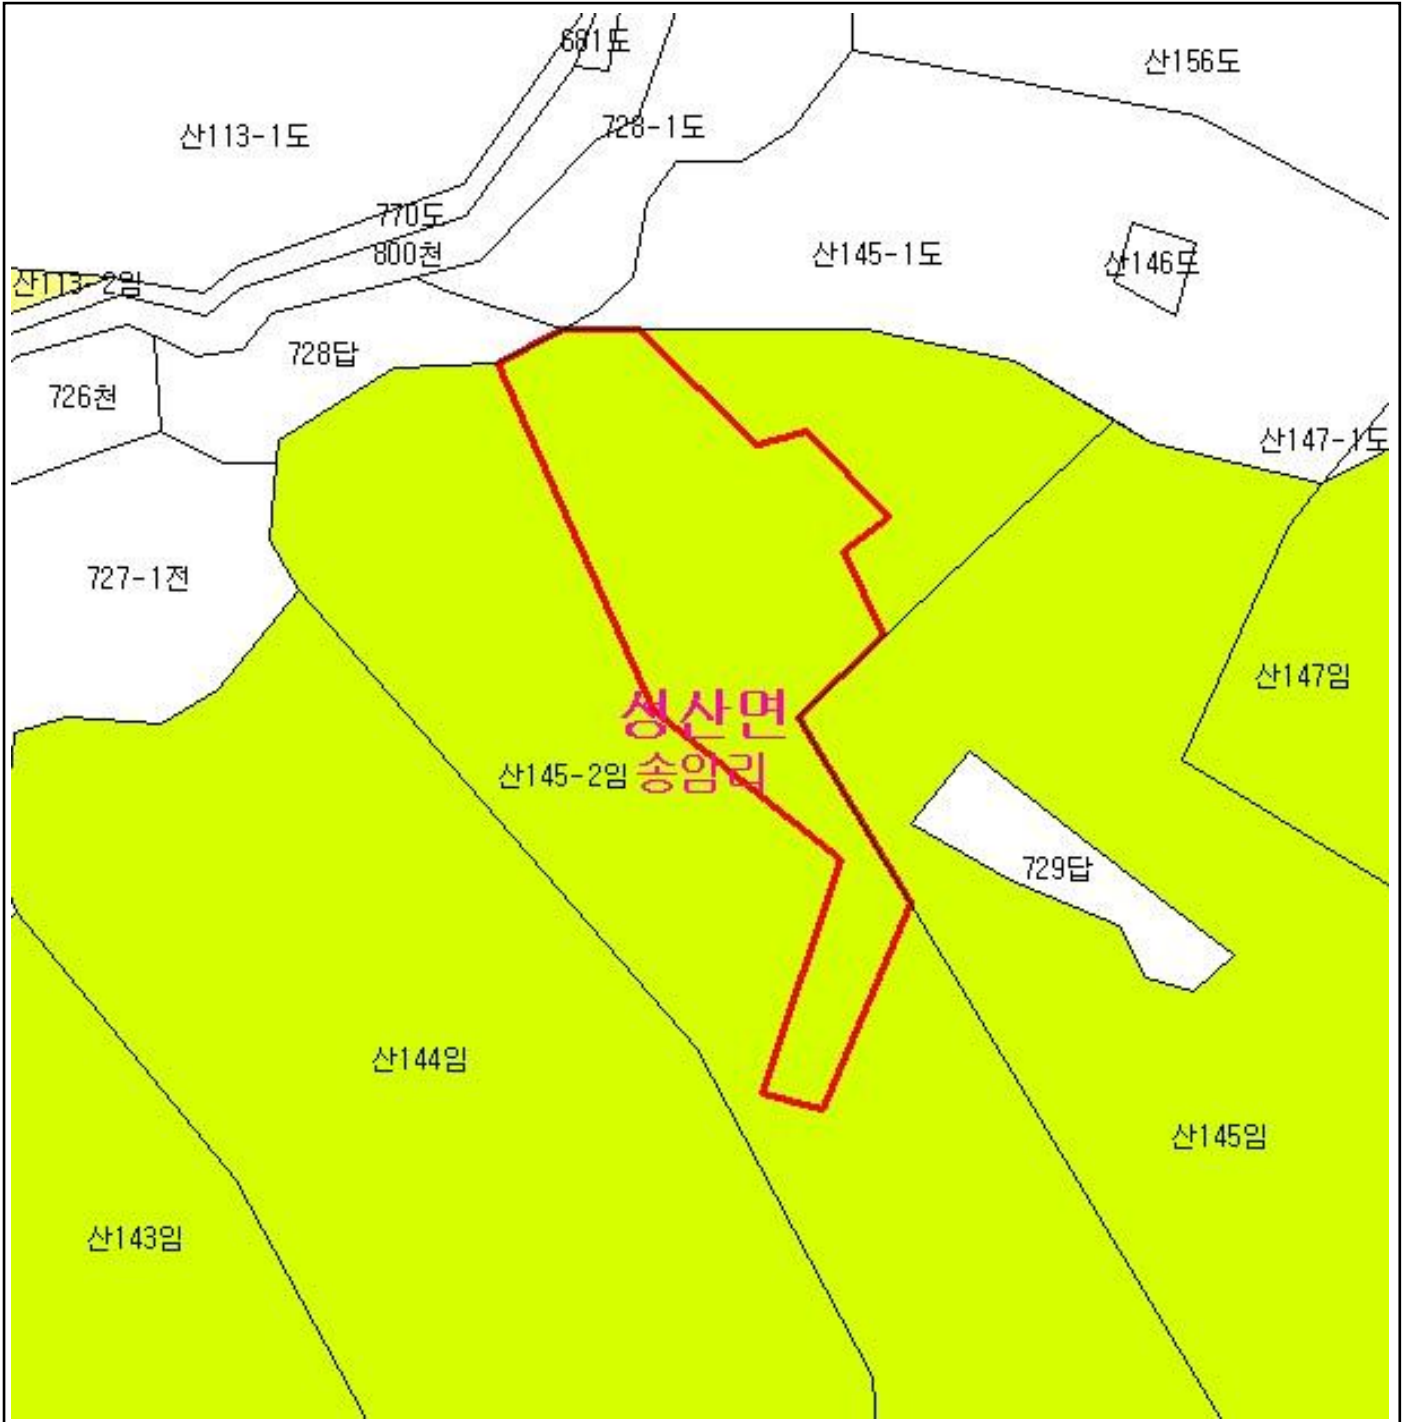 681도
산156도
산113-1도
728-1도
770도
800천
산145-1도
산146도
산113-2임
728답
726천
산147-1도
727-1전
산147임
성산면
송암리
산145-2임
729답
산144임
산145임
산143임